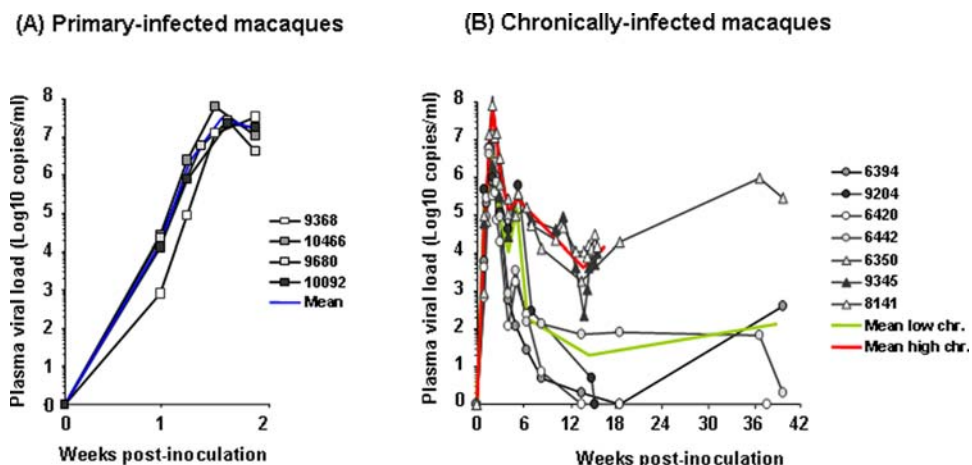 (A) Primary-infected macaques
(B) Chronically-infected macaques
Plasma viral load (Log10 copies/ml)
8
7
6
5
4
3
2
1
0
0 1 2
Weeks post-inoculation
9368
10466
9680
10092
Mean
Plasma viral load (Log10 copies/ml)
8
7
6
5
4
3
2
1
0
0 6 12 18 24 30 36 42
Weeks post-inoculation
6394
9204
6420
6442
6350
9345
8141
Mean low chr.
Mean high chr.